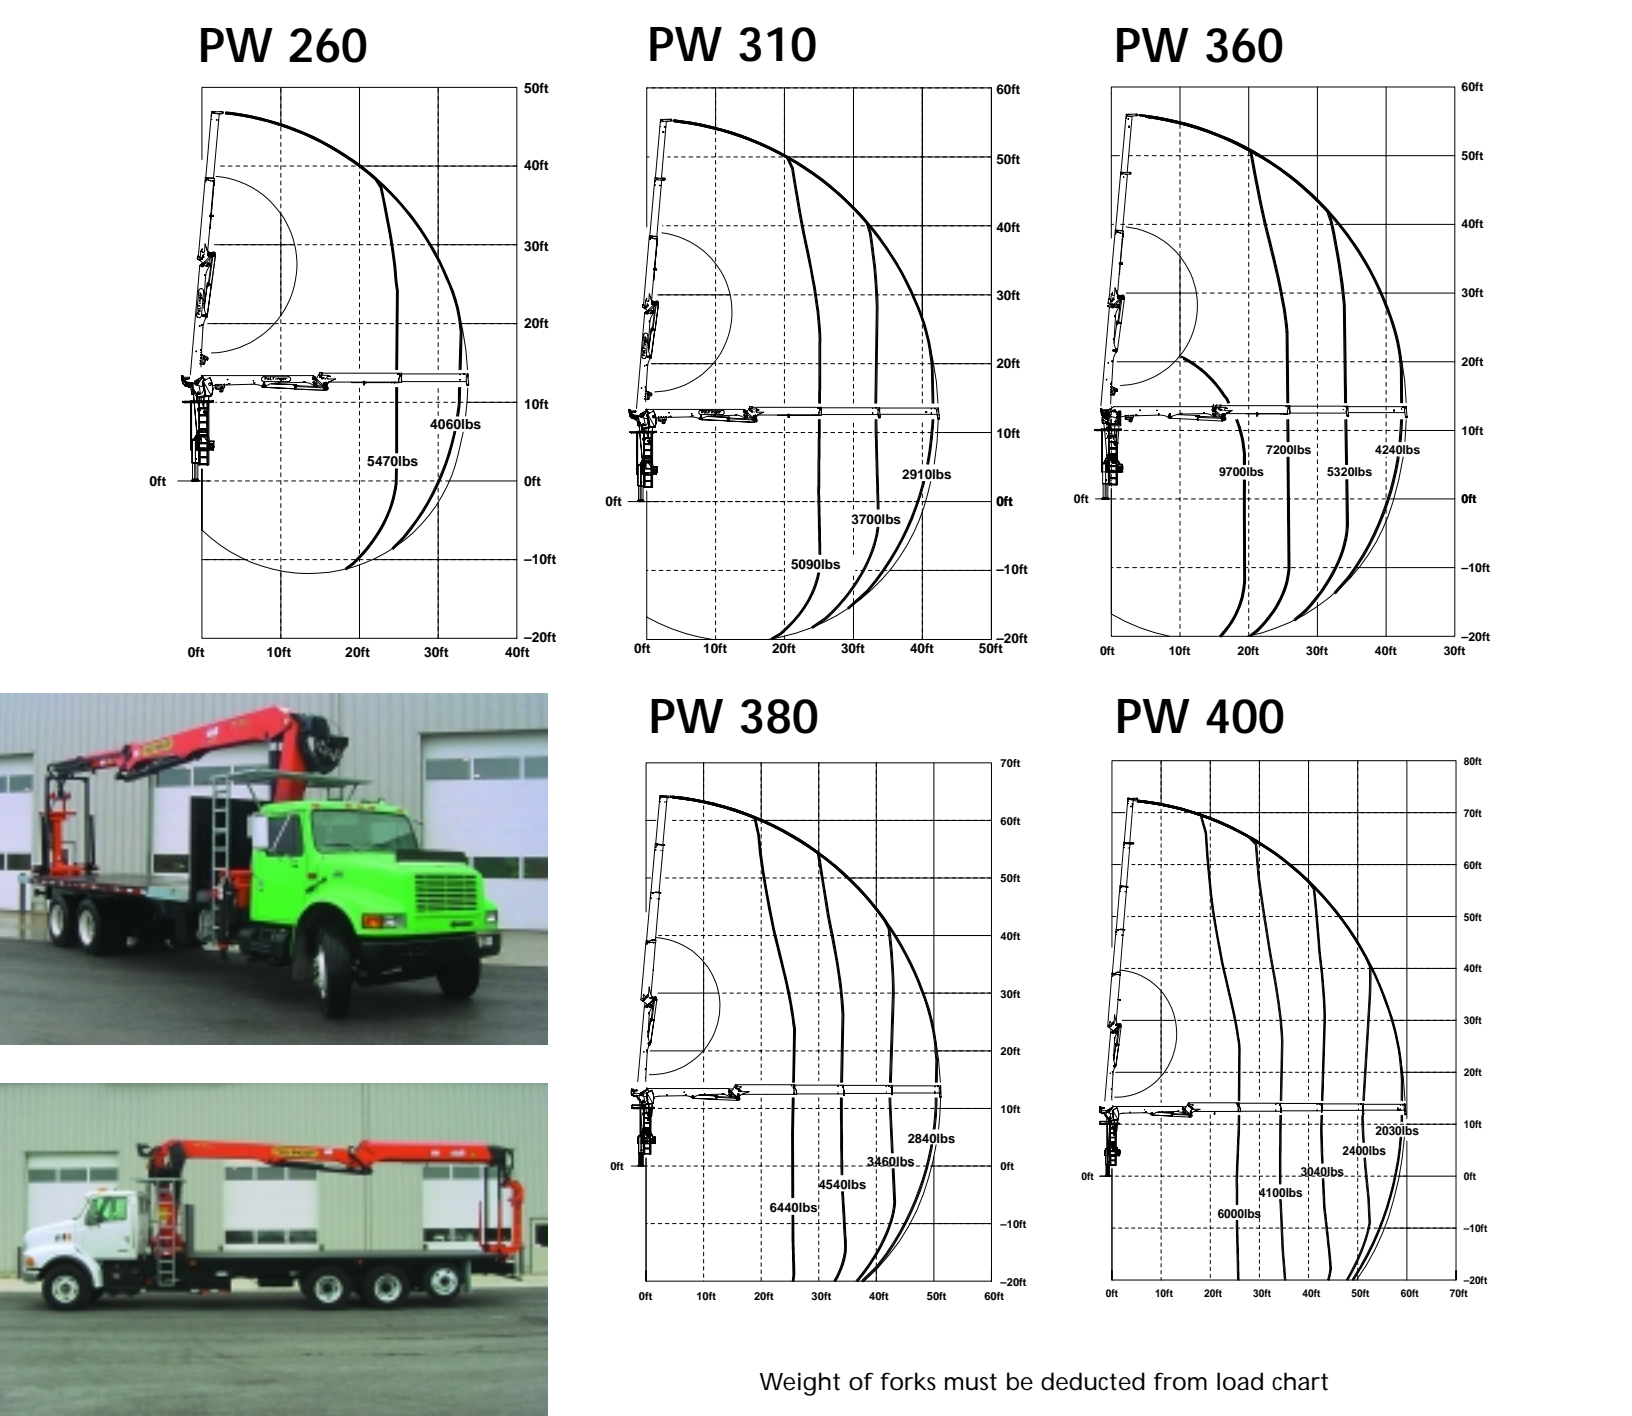 PW 260
50ft
40ft
30ft
20ft
10ft
4060lbs
5470lbs
0ft
0ft
–10ft
–20ft
0ft 10ft 20ft 30ft 40ft
PW 310
60ft
50ft
40ft
30ft
20ft
10ft
2910lbs
0ft
0ft
3700lbs
5090lbs
–10ft
–20ft
0ft 10ft 20ft 30ft 40ft 50ft
PW 360
60ft
50ft
40ft
30ft
20ft
10ft
7200lbs
4240lbs
9700lbs
5320lbs
0ft
0ft
–10ft
–20ft
0ft 10ft 20ft 30ft 40ft 30ft
PW 380
70ft
60ft
50ft
40ft
30ft
20ft
10ft
2840lbs
3460lbs
0ft
0ft
4540lbs
6440lbs
–10ft
–20ft
0ft 10ft 20ft 30ft 40ft 50ft 60ft
PW 400
80ft
70ft
60ft
50ft
40ft
30ft
20ft
10ft
2030lbs
2400lbs
3040lbs
0ft
0ft
4100lbs
6000lbs
–10ft
–20ft
0ft 10ft 20ft 30ft 40ft 50ft 60ft 70ft
Weight of forks must be deducted from load chart